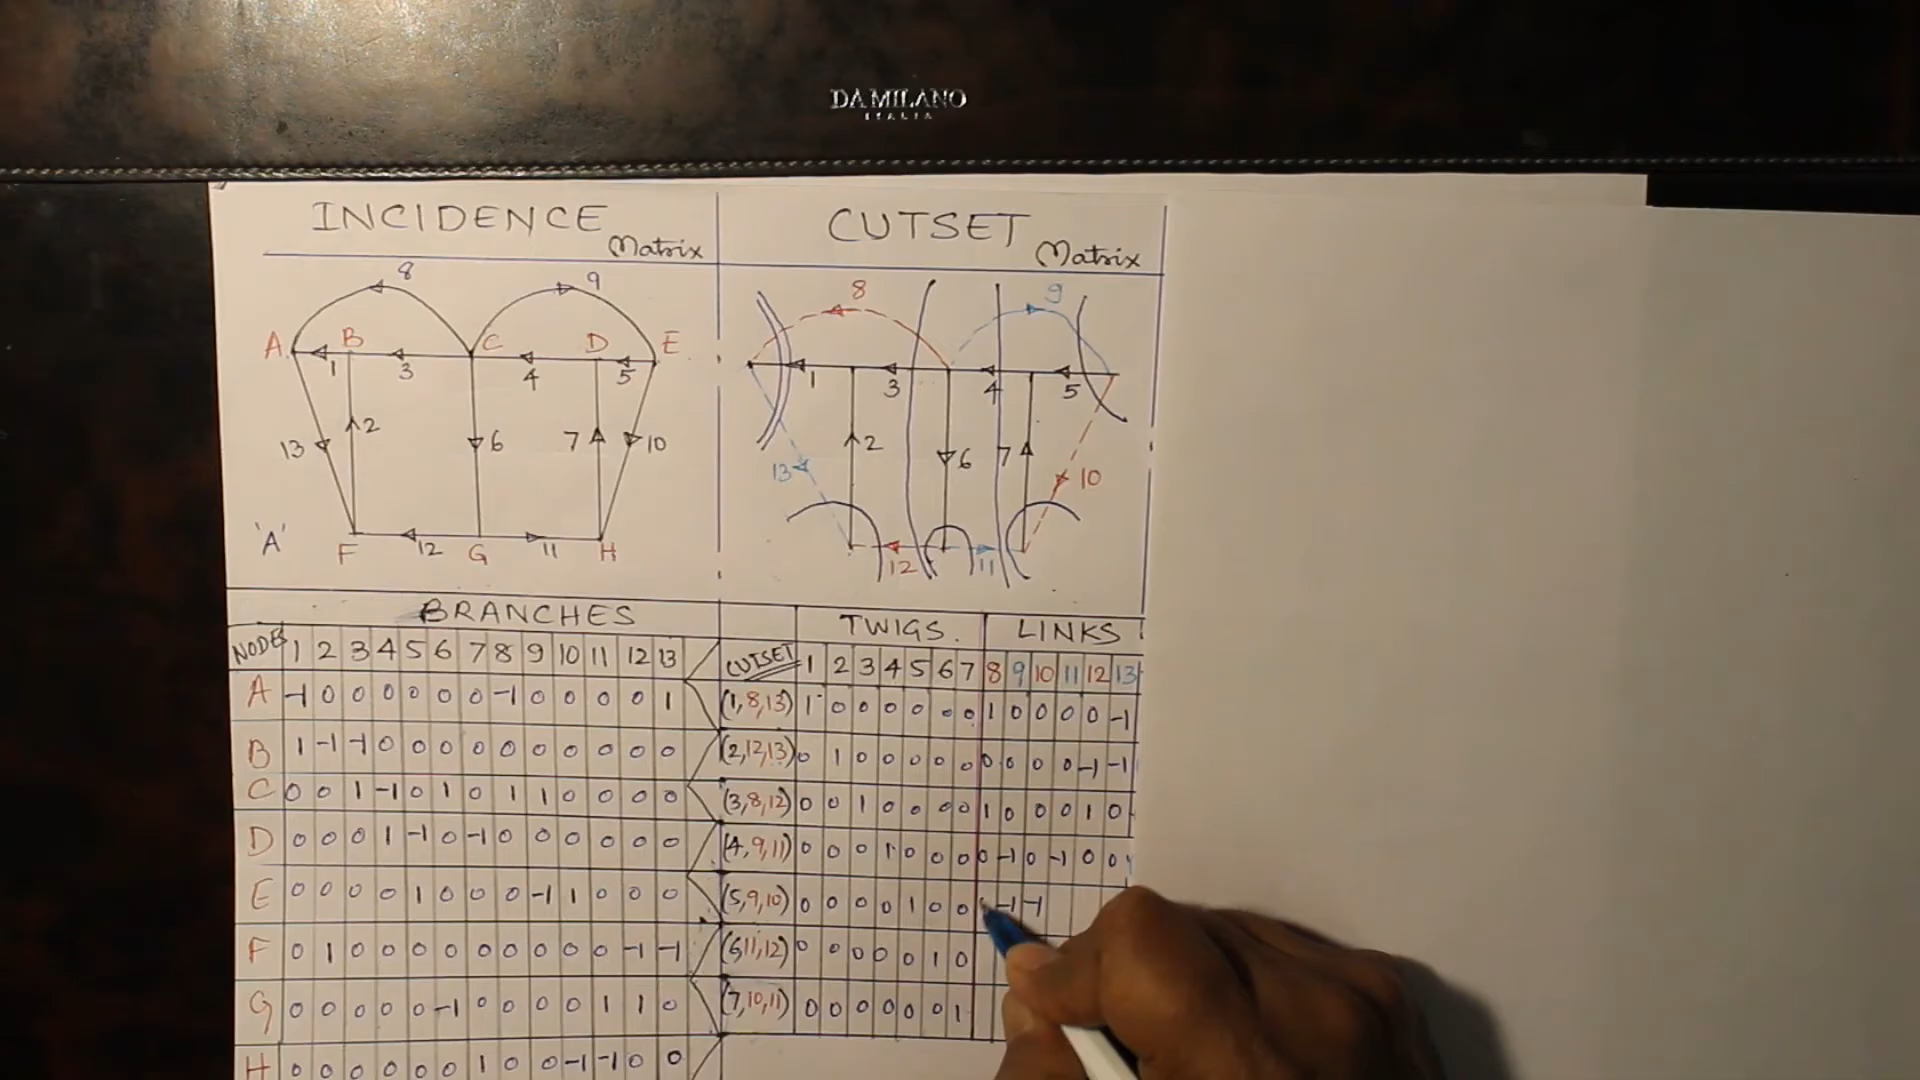 DA MILANO
ITALIA
INCIDENCE
Matrix
CUTSET
Matrix
8 9
A B C D E
1 3 4 5
13 2 6 7 10
'A'
F 12 G 11 H
8 9
1 3 4 5
2 6 7
13 10
12 11
BRANCHES
NODES 1 2 3 4 5 6 7 8 9 10 11 12 13
A -1 0 0 0 0 0 0 -1 0 0 0 0 1
B 1 -1 -1 0 0 0 0 0 0 0 0 0 0
C 0 0 1 -1 0 1 0 1 1 0 0 0 0
D 0 0 0 1 -1 0 -1 0 0 0 0 0 0
E 0 0 0 0 1 0 0 0 -1 1 0 0 0
F 0 1 0 0 0 0 0 0 0 0 0 -1 -1
G 0 0 0 0 0 -1 0 0 0 0 1 1 0
H 0 0 0 0 0 0 1 0 0 -1 -1 0 0
TWIGS. LINKS
CUTSET 1 2 3 4 5 6 7 8 9 10 11 12 13
(1,8,13) 1 0 0 0 0 0 0 1 0 0 0 0 -1
(2,12,13) 0 1 0 0 0 0 0 0 0 0 0 -1 -1
(3,8,12) 0 0 1 0 0 0 0 1 0 0 0 1 0
(4,9,11) 0 0 0 1 0 0 0 0 -1 0 -1 0 0
(5,9,10) 0 0 0 0 1 0 0 -1 -1
(6,11,12) 0 0 0 0 0 1 0
(7,10,11) 0 0 0 0 0 0 1